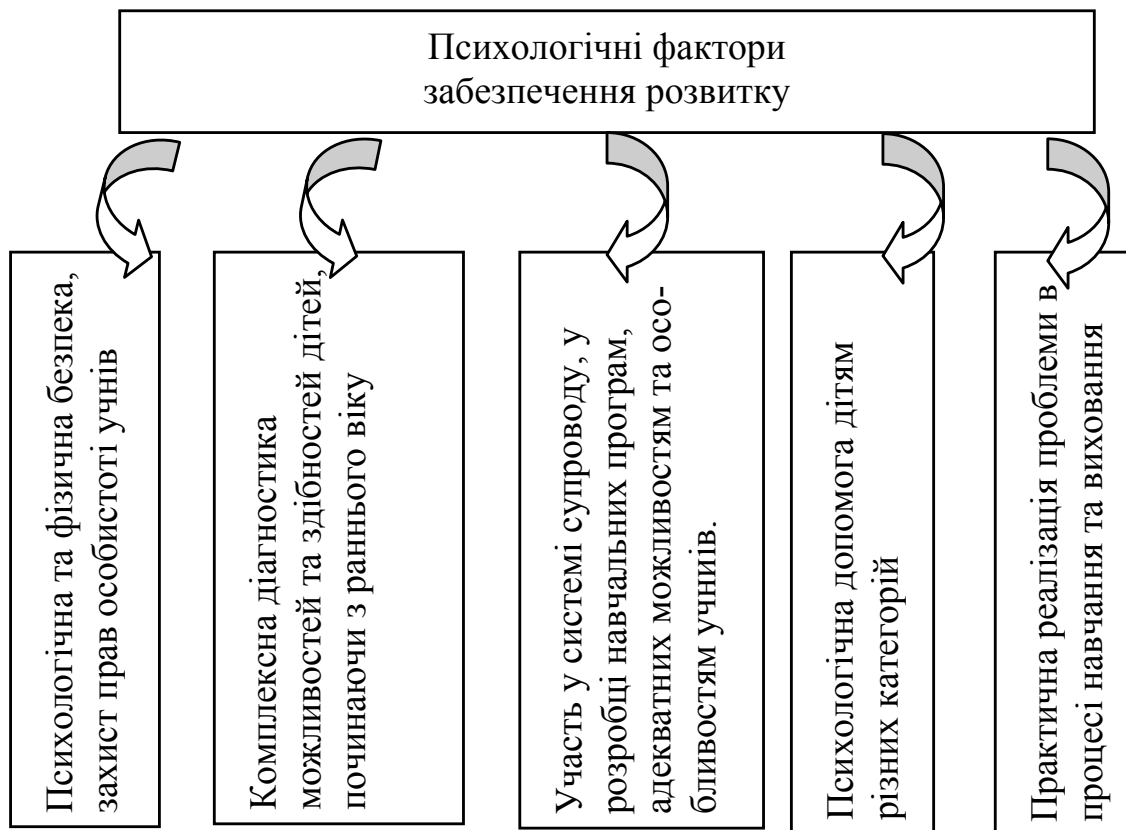 Психологічні фактори
забезпечення розвитку
Психологічна та фізична безпека,
захист прав особистоті учнів
Комплексна діагностика
можливостей та здібностей дітей,
починаючи з раннього віку
Участь у системі супроводу, у
розробці навчальних програм,
адекватних можливостям та осо-
бливостям учниів.
Психологічна допомога дітям
різних категорій
Практична реалізація проблеми в
процесі навчання та виховання